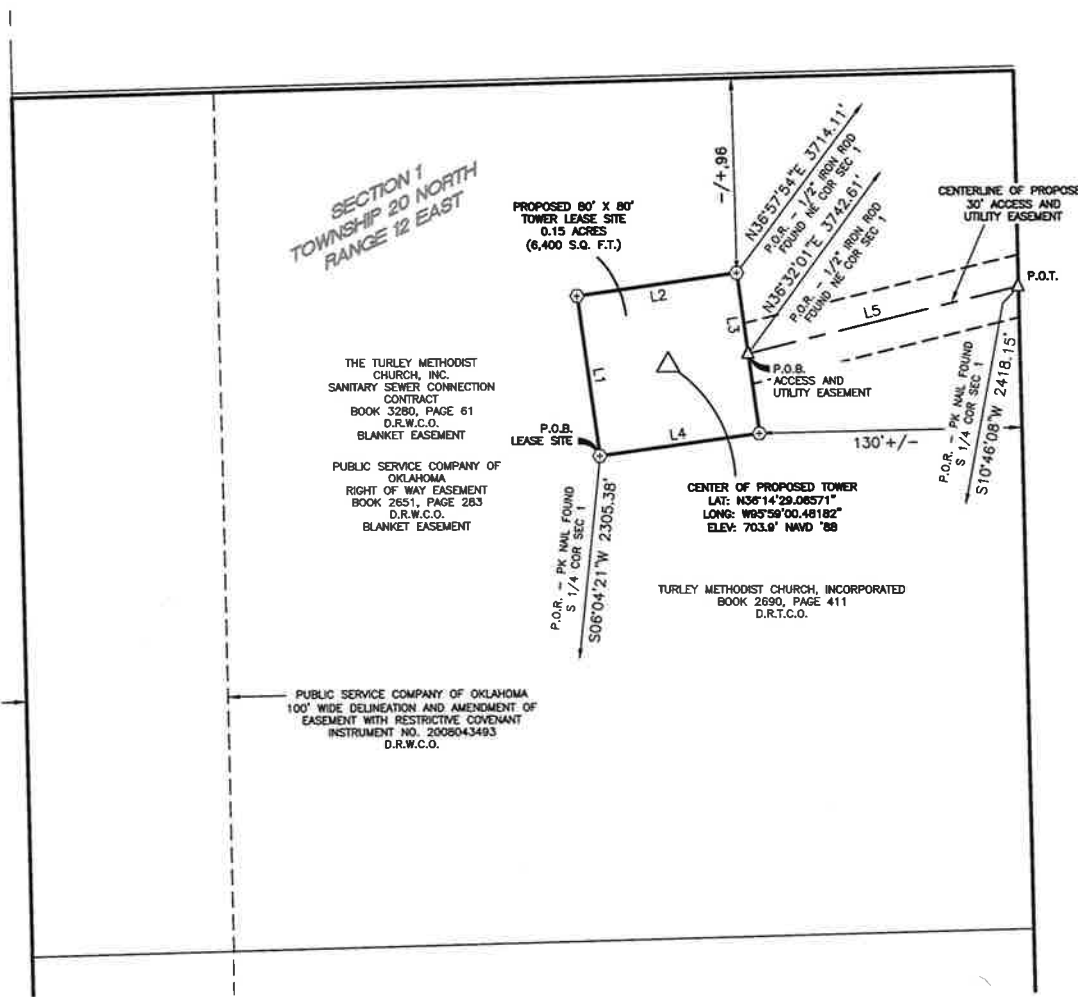 SECTION 1
TOWNSHIP 20 NORTH
RANGE 12 EAST
PROPOSED 80' X 80'
TOWER LEASE SITE
0.15 ACRES
(6,400 S.Q. F.T.)
96'+/-
N36°57'54"E 3714.11'
P.O.R. - 1/2" IRON ROD
FOUND NE COR SEC 1
N36°32'01"E 3742.61'
P.O.R. - 1/2" IRON ROD
FOUND NE COR SEC 1
CENTERLINE OF PROPOSE
30' ACCESS AND
UTILITY EASEMENT
P.O.T.
L2
L3
L5
L1
L4
THE TURLEY METHODIST
CHURCH, INC.
SANITARY SEWER CONNECTION
CONTRACT
BOOK 3280, PAGE 61
D.R.W.C.O.
BLANKET EASEMENT
P.O.B.
ACCESS AND
UTILITY EASEMENT
P.O.B.
LEASE SITE
130'+/-
P.O.R. - PK NAIL FOUND
S 1/4 COR SEC 1
S10°46'08"W 2418.15'
PUBLIC SERVICE COMPANY OF
OKLAHOMA
RIGHT OF WAY EASEMENT
BOOK 2651, PAGE 283
D.R.W.C.O.
BLANKET EASEMENT
CENTER OF PROPOSED TOWER
LAT: N36°14'29.08571"
LONG: W95°59'00.48182"
ELEV: 703.9' NAVD '88
P.O.R. - PK NAIL FOUND
S 1/4 COR SEC 1
S06°04'21"W 2305.38'
TURLEY METHODIST CHURCH, INCORPORATED
BOOK 2690, PAGE 411
D.R.T.C.O.
PUBLIC SERVICE COMPANY OF OKLAHOMA
100' WIDE DELINEATION AND AMENDMENT OF
EASEMENT WITH RESTRICTIVE COVENANT
INSTRUMENT NO. 2008043493
D.R.W.C.O.